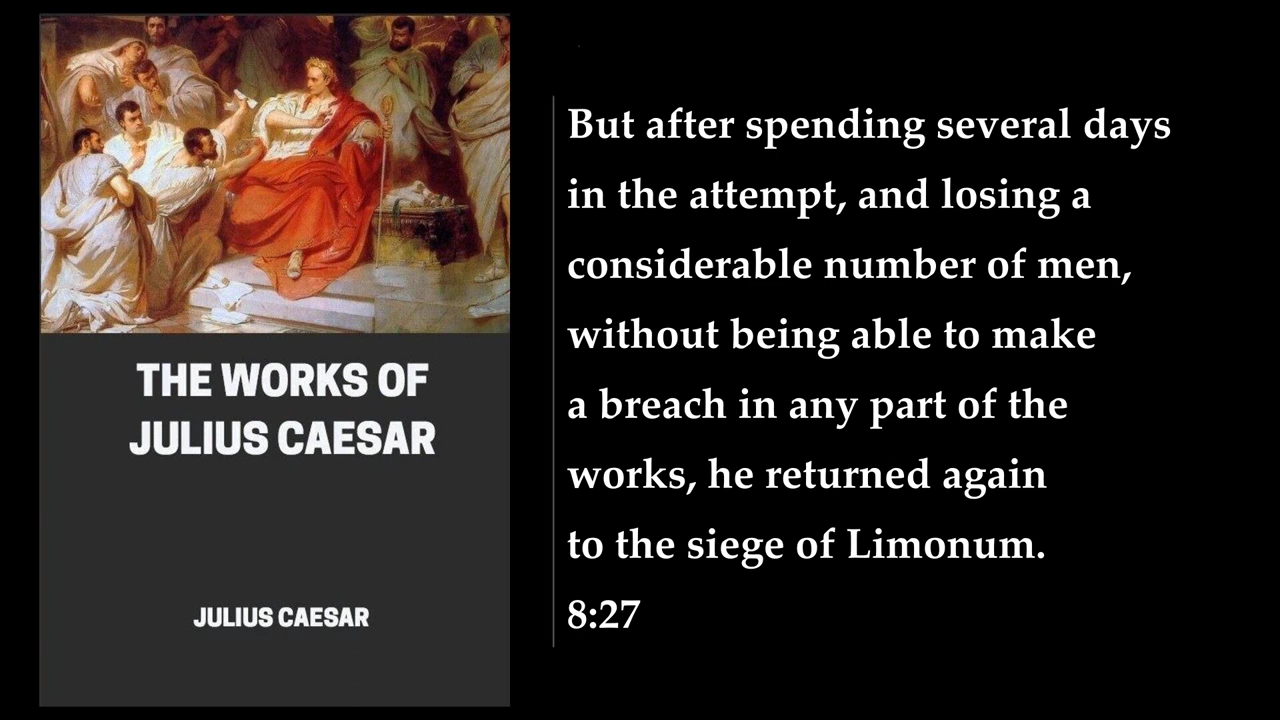 THE WORKS OF
JULIUS CAESAR
JULIUS CAESAR
But after spending several days
in the attempt, and losing a
considerable number of men,
without being able to make
a breach in any part of the
works, he returned again
to the siege of Limonum.
8:27